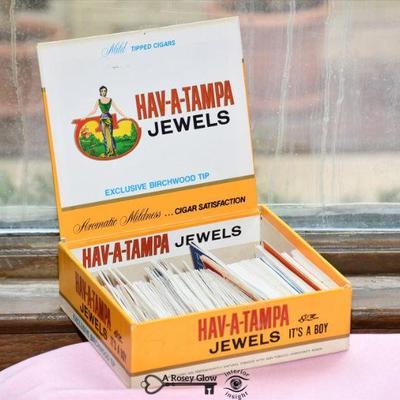 Mild TIPPED CIGARS
HAV-A-TAMPA
JEWELS
EXCLUSIVE BIRCHWOOD TIP
Aromatic Mildness ... CIGAR SATISFACTION
HAV-A-TAMPA JEWELS
HAV-A-TAMPA
JEWELS IT'S A BOY
HAV-A-TAMPA
JEWELS
A Rosey Glow
Interior
Insight